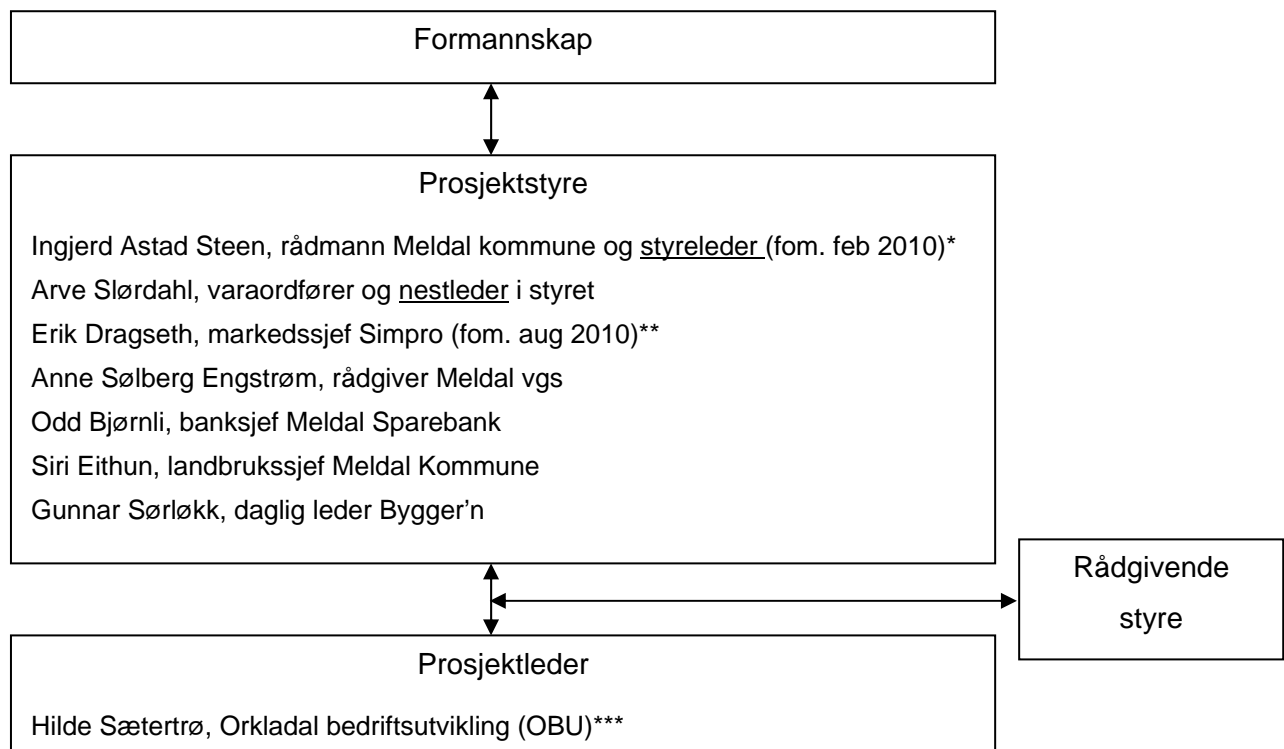 Formannskap
Prosjektstyre
Ingjerd Astad Steen, rådmann Meldal kommune og styreleder (fom. feb 2010)*
Arve Slørdahl, varaordfører og nestleder i styret
Erik Dragseth, markedssjef Simpro (fom. aug 2010)**
Anne Sølberg Engstrøm, rådgiver Meldal vgs
Odd Bjørnli, banksjef Meldal Sparebank
Siri Eithun, landbrukssjef Meldal Kommune
Gunnar Sørløkk, daglig leder Bygger'n
Rådgivende
styre
Prosjektleder
Hilde Sætertrø, Orkladal bedriftsutvikling (OBU)***